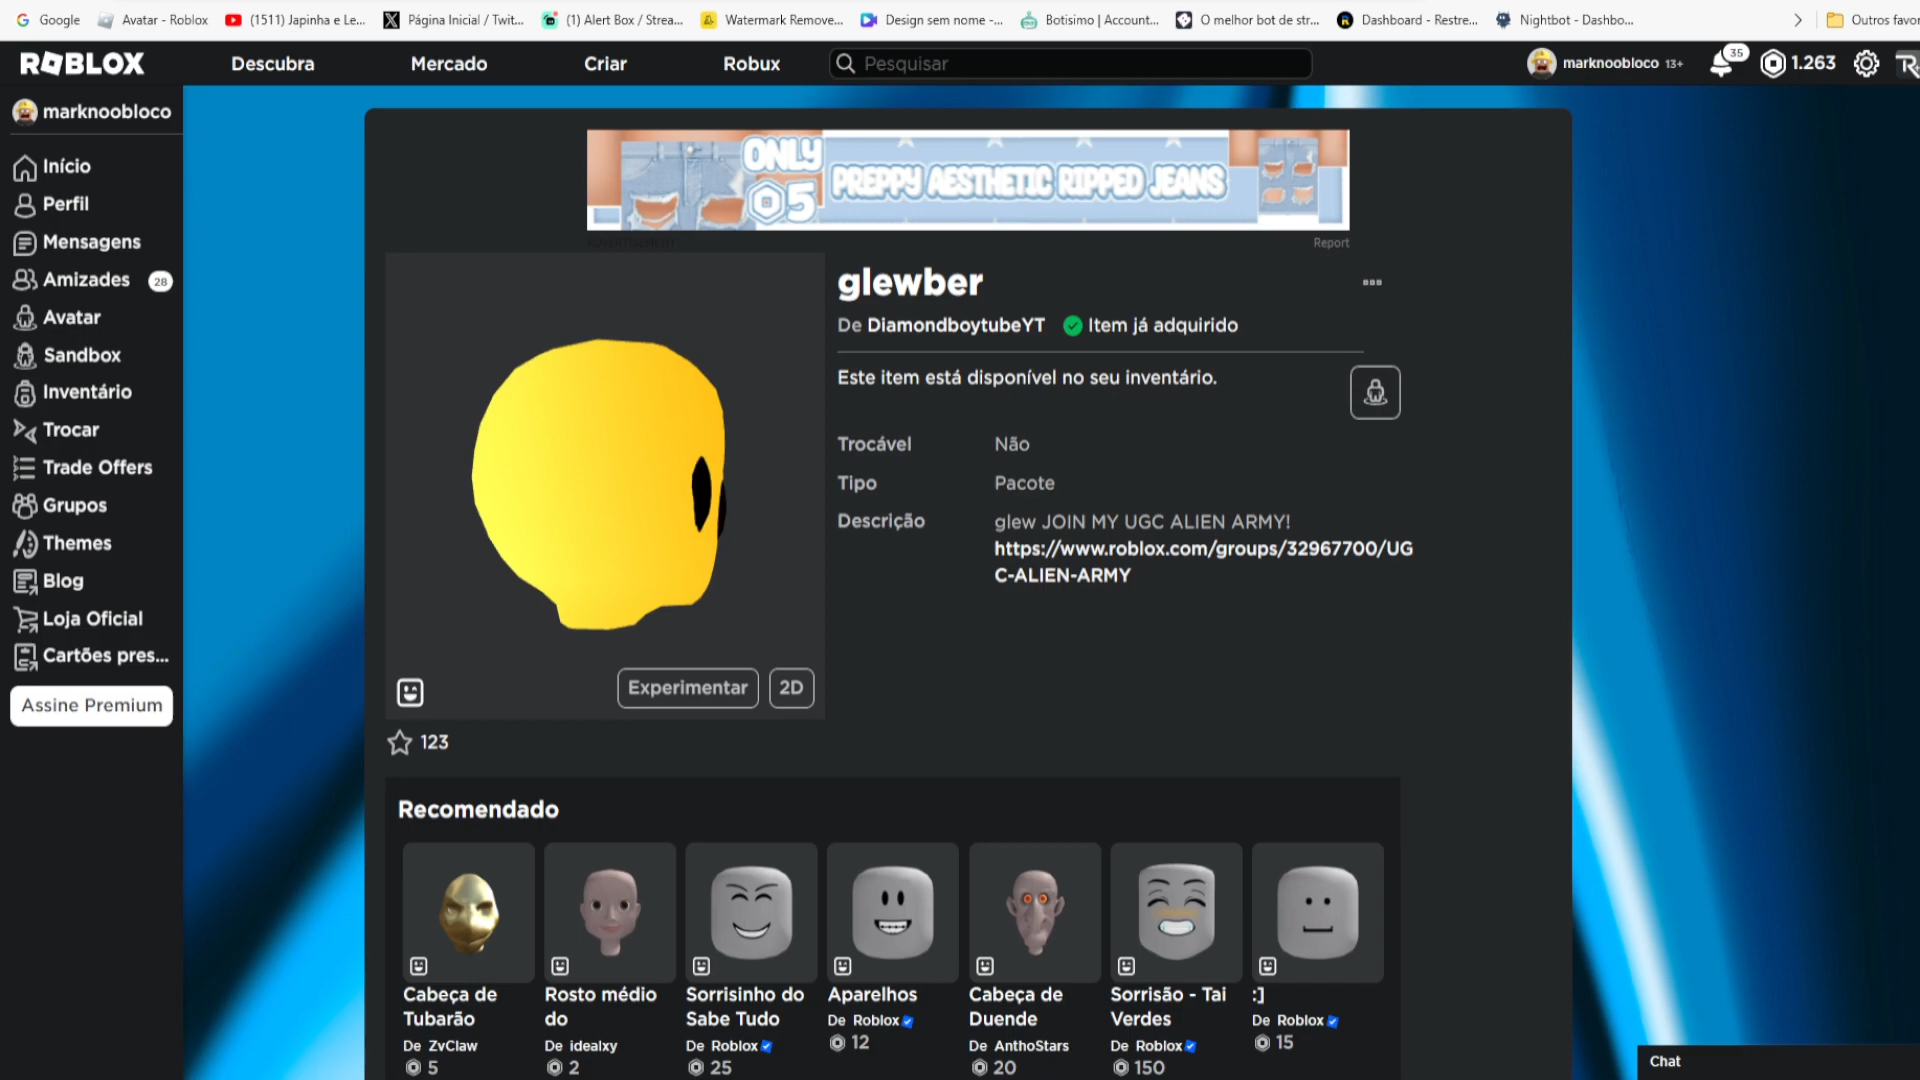 Google
Avatar - Roblox
(1511) Japinha e Le...
Página Inicial / Twit...
(1) Alert Box / Strea...
Watermark Remove...
Design sem nome -...
Botisimo | Account...
O melhor bot de str...
Dashboard - Restre...
Nightbot - Dashbo...
Outros favor
ROBLOX
Descubra
Mercado
Criar
Robux
Pesquisar
marknoobloco 13+
35
1.263
marknoobloco
Início
Perfil
Mensagens
Amizades 28
Avatar
Sandbox
Inventário
Trocar
Trade Offers
Grupos
Themes
Blog
Loja Oficial
Cartões pres...
Assine Premium
ONLY
5
PREPPY AESTHETIC RIPPED JEANS
ADVERTISEMENT
Report
glewber
De DiamondboytubeYT Item já adquirido
Este item está disponível no seu inventário.
Trocável Não
Tipo Pacote
Descrição glew JOIN MY UGC ALIEN ARMY!
https://www.roblox.com/groups/32967700/UG
C-ALIEN-ARMY
Experimentar
2D
123
Recomendado
Cabeça de
Tubarão
De ZvClaw
5
Rosto médio
do
De idealxy
2
Sorrisinho do
Sabe Tudo
De Roblox
25
Aparelhos
De Roblox
12
Cabeça de
Duende
De AnthoStars
20
Sorrisão - Tai
Verdes
De Roblox
150
:]
De Roblox
15
Chat